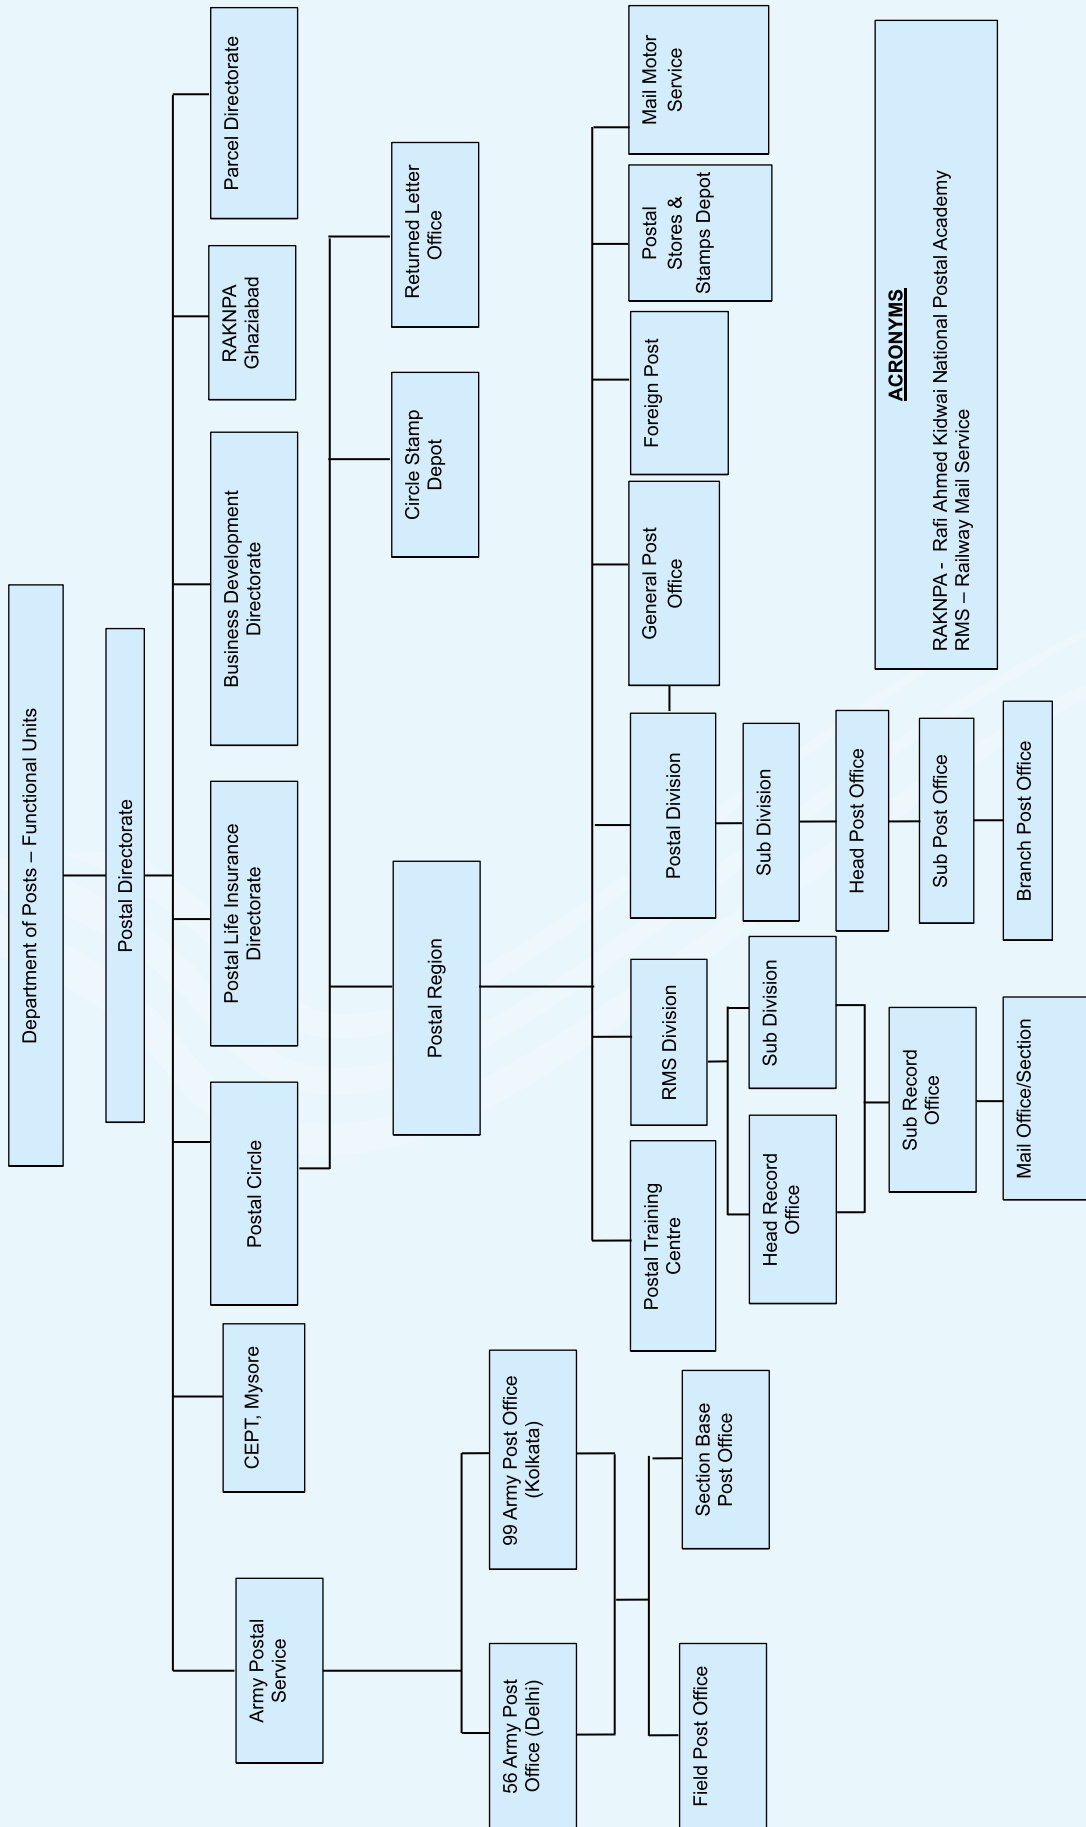 Department of Posts – Functional Units
Postal Directorate
Army Postal
Service
CEPT, Mysore
Postal Circle
Postal Life Insurance
Directorate
Business Development
Directorate
RAKNPA
Ghaziabad
Parcel Directorate
Postal Region
Circle Stamp
Depot
Returned Letter
Office
56 Army Post
Office (Delhi)
99 Army Post Office
(Kolkata)
Field Post Office
Section Base
Post Office
Postal Training
Centre
RMS Division
Postal Division
General Post
Office
Foreign Post
Postal
Stores &
Stamps Depot
Mail Motor
Service
Head Record
Office
Sub Division
Sub Division
Sub Record
Office
Head Post Office
Sub Post Office
Mail Office/Section
Branch Post Office
ACRONYMS
RAKNPA - Rafi Ahmed Kidwai National Postal Academy
RMS – Railway Mail Service